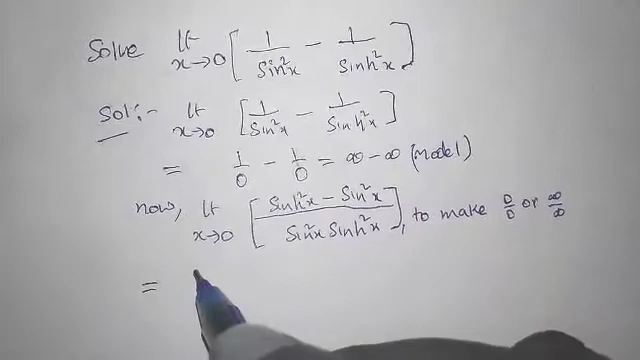 Solve lt x→0 [1/sin²x − 1/sinh²x]
Sol:- lt x→0 [1/sin²x − 1/sinh²x]
= 1/0 − 1/0 = ∞−∞ (model)
now, lt x→0 [(sinh²x − sin²x)/(sin²x sinh²x)], to make 0/0 or ∞/∞
=